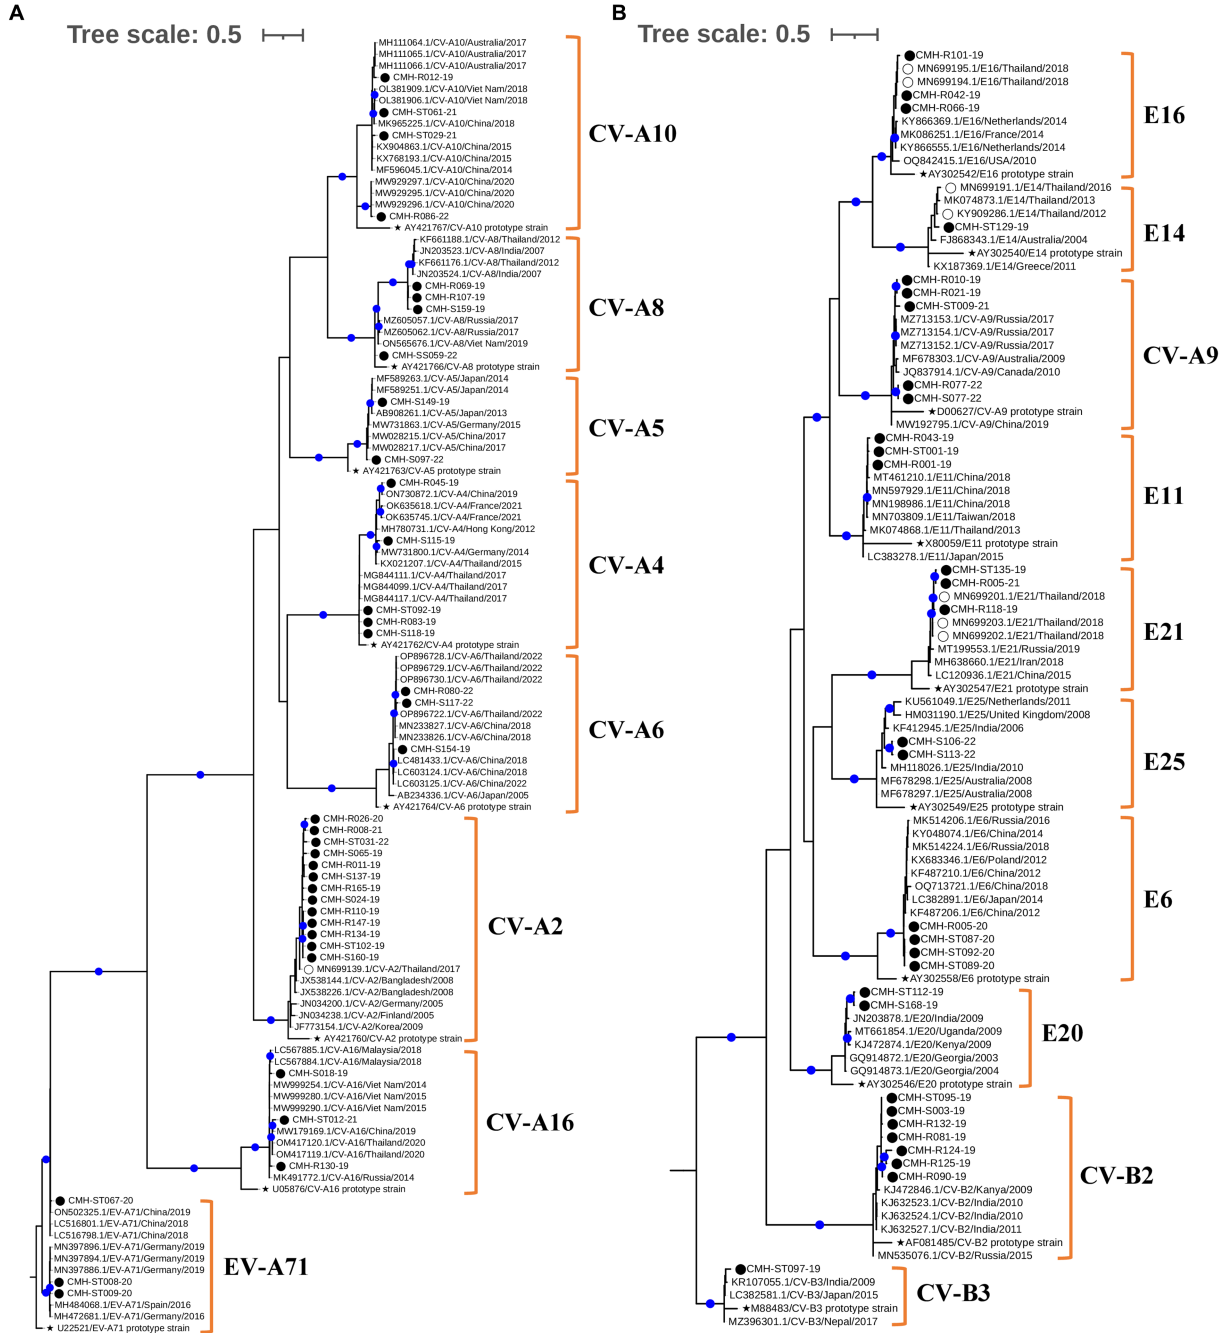 A
Tree scale: 0.5
MH111064.1/CV-A10/Australia/2017
MH111065.1/CV-A10/Australia/2017
MH111066.1/CV-A10/Australia/2017
CMH-R012-19
OL381909.1/CV-A10/Viet Nam/2018
OL381906.1/CV-A10/Viet Nam/2018
CMH-ST061-21
MK965225.1/CV-A10/China/2018
CMH-ST029-21
KX904863.1/CV-A10/China/2015
KX768193.1/CV-A10/China/2015
MF596045.1/CV-A10/China/2014
MW929297.1/CV-A10/China/2020
MW929295.1/CV-A10/China/2020
MW929296.1/CV-A10/China/2020
CMH-R086-22
★ AY421767/CV-A10 prototype strain
CV-A10
KF661188.1/CV-A8/Thailand/2012
JN203523.1/CV-A8/India/2007
KF661176.1/CV-A8/Thailand/2012
JN203524.1/CV-A8/India/2007
CMH-R069-19
CMH-R107-19
CMH-S159-19
MZ605057.1/CV-A8/Russia/2017
MZ605062.1/CV-A8/Russia/2017
ON565676.1/CV-A8/Viet Nam/2019
CMH-SS059-22
★ AY421766/CV-A8 prototype strain
CV-A8
MF589263.1/CV-A5/Japan/2014
MF589251.1/CV-A5/Japan/2014
CMH-S149-19
AB908261.1/CV-A5/Japan/2013
MW731863.1/CV-A5/Germany/2015
MW028215.1/CV-A5/China/2017
MW028217.1/CV-A5/China/2017
CMH-S097-22
★ AY421763/CV-A5 prototype strain
CV-A5
CMH-R045-19
ON730872.1/CV-A4/China/2019
OK635618.1/CV-A4/France/2021
OK635745.1/CV-A4/France/2021
MH780731.1/CV-A4/Hong Kong/2012
CMH-S115-19
MW731800.1/CV-A4/Germany/2014
KX021207.1/CV-A4/Thailand/2015
MG844111.1/CV-A4/Thailand/2017
MG844099.1/CV-A4/Thailand/2017
MG844117.1/CV-A4/Thailand/2017
CMH-ST092-19
CMH-R083-19
CMH-S118-19
★ AY421762/CV-A4 prototype strain
CV-A4
OP896728.1/CV-A6/Thailand/2022
OP896729.1/CV-A6/Thailand/2022
OP896730.1/CV-A6/Thailand/2022
CMH-R080-22
CMH-S117-22
OP896722.1/CV-A6/Thailand/2022
MN233827.1/CV-A6/China/2018
MN233826.1/CV-A6/China/2018
CMH-S154-19
LC481433.1/CV-A6/China/2018
LC603124.1/CV-A6/China/2018
LC603125.1/CV-A6/China/2022
AB234336.1/CV-A6/Japan/2005
★ AY421764/CV-A6 prototype strain
CV-A6
CMH-R026-20
CMH-R008-21
CMH-ST031-22
CMH-S065-19
CMH-R011-19
CMH-S137-19
CMH-R165-19
CMH-S024-19
CMH-R110-19
CMH-R147-19
CMH-R134-19
CMH-ST102-19
CMH-S160-19
MN699139.1/CV-A2/Thailand/2017
JX538144.1/CV-A2/Bangladesh/2008
JX538226.1/CV-A2/Bangladesh/2008
JN034200.1/CV-A2/Germany/2005
JN034238.1/CV-A2/Finland/2005
JF773154.1/CV-A2/Korea/2009
★ AY421760/CV-A2 prototype strain
CV-A2
LC567885.1/CV-A16/Malaysia/2018
LC567884.1/CV-A16/Malaysia/2018
CMH-S018-19
MW999254.1/CV-A16/Viet Nam/2014
MW999280.1/CV-A16/Viet Nam/2015
MW999290.1/CV-A16/Viet Nam/2015
CMH-ST012-21
MW179169.1/CV-A16/China/2019
OM417120.1/CV-A16/Thailand/2020
OM417119.1/CV-A16/Thailand/2020
CMH-R130-19
MK491772.1/CV-A16/Russia/2014
★ U05876/CV-A16 prototype strain
CV-A16
CMH-ST067-20
ON502325.1/EV-A71/China/2019
LC516801.1/EV-A71/China/2018
LC516798.1/EV-A71/China/2018
MN397896.1/EV-A71/Germany/2019
MN397894.1/EV-A71/Germany/2019
MN397886.1/EV-A71/Germany/2019
CMH-ST008-20
CMH-ST009-20
MH484068.1/EV-A71/Spain/2016
MH472681.1/EV-A71/Germany/2016
★ U22521/EV-A71 prototype strain
EV-A71
B
Tree scale: 0.5
CMH-R101-19
MN699195.1/E16/Thailand/2018
MN699194.1/E16/Thailand/2018
CMH-R042-19
CMH-R066-19
KY866369.1/E16/Netherlands/2014
MK086251.1/E16/France/2014
KY866555.1/E16/Netherlands/2014
OQ842415.1/E16/USA/2010
★AY302542/E16 prototype strain
E16
MN699191.1/E14/Thailand/2016
MK074873.1/E14/Thailand/2013
KY909286.1/E14/Thailand/2012
CMH-ST129-19
FJ868343.1/E14/Australia/2004
★AY302540/E14 prototype strain
KX187369.1/E14/Greece/2011
E14
CMH-R010-19
CMH-R021-19
CMH-ST009-21
MZ713153.1/CV-A9/Russia/2017
MZ713154.1/CV-A9/Russia/2017
MZ713152.1/CV-A9/Russia/2017
MF678303.1/CV-A9/Australia/2009
JQ837914.1/CV-A9/Canada/2010
CMH-R077-22
CMH-S077-22
★D00627/CV-A9 prototype strain
MW192795.1/CV-A9/China/2019
CV-A9
CMH-R043-19
CMH-ST001-19
CMH-R001-19
MT461210.1/E11/China/2018
MN597929.1/E11/China/2018
MN198986.1/E11/China/2018
MN703809.1/E11/Taiwan/2018
MK074868.1/E11/Thailand/2013
★X80059/E11 prototype strain
LC383278.1/E11/Japan/2015
E11
CMH-ST135-19
CMH-R005-21
MN699201.1/E21/Thailand/2018
CMH-R118-19
MN699203.1/E21/Thailand/2018
MN699202.1/E21/Thailand/2018
MT199553.1/E21/Russia/2019
MH638660.1/E21/Iran/2018
LC120936.1/E21/China/2015
★AY302547/E21 prototype strain
E21
KU561049.1/E25/Netherlands/2011
HM031190.1/E25/United Kingdom/2008
KF412945.1/E25/India/2006
CMH-S106-22
CMH-S113-22
MH118026.1/E25/India/2010
MF678298.1/E25/Australia/2008
MF678297.1/E25/Australia/2008
★AY302549/E25 prototype strain
E25
MK514206.1/E6/Russia/2016
KY048074.1/E6/China/2014
MK514224.1/E6/Russia/2018
KX683346.1/E6/Poland/2012
KF487210.1/E6/China/2012
OQ713721.1/E6/China/2018
LC382891.1/E6/Japan/2014
KF487206.1/E6/China/2012
CMH-R005-20
CMH-ST087-20
CMH-ST092-20
CMH-ST089-20
★AY302558/E6 prototype strain
E6
CMH-ST112-19
CMH-S168-19
JN203878.1/E20/India/2009
MT661854.1/E20/Uganda/2009
KJ472874.1/E20/Kenya/2009
GQ914872.1/E20/Georgia/2003
GQ914873.1/E20/Georgia/2004
★AY302546/E20 prototype strain
E20
CMH-ST095-19
CMH-S003-19
CMH-R132-19
CMH-R081-19
CMH-R124-19
CMH-R125-19
CMH-R090-19
KJ472846.1/CV-B2/Kanya/2009
KJ632523.1/CV-B2/India/2010
KJ632524.1/CV-B2/India/2010
KJ632527.1/CV-B2/India/2011
★AF081485/CV-B2 prototype strain
MN535076.1/CV-B2/Russia/2015
CV-B2
CMH-ST097-19
KR107055.1/CV-B3/India/2009
LC382581.1/CV-B3/Japan/2015
★M88483/CV-B3 prototype strain
MZ396301.1/CV-B3/Nepal/2017
CV-B3